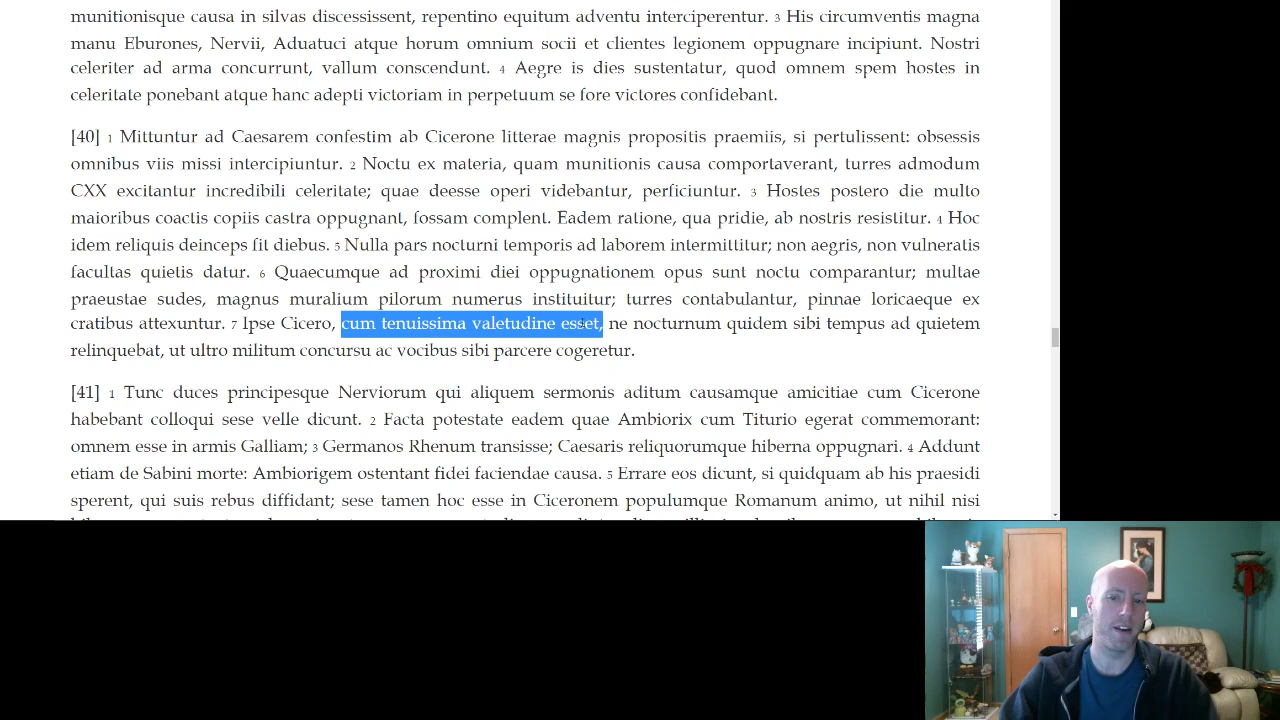 munitionisque causa in silvas discessissent, repentino equitum adventu interciperentur. 3 His circumventis magna
manu Eburones, Nervii, Aduatuci atque horum omnium socii et clientes legionem oppugnare incipiunt. Nostri
celeriter ad arma concurrunt, vallum conscendunt. 4 Aegre is dies sustentatur, quod omnem spem hostes in
celeritate ponebant atque hanc adepti victoriam in perpetuum se fore victores confidebant.
[40] 1 Mittuntur ad Caesarem confestim ab Cicerone litterae magnis propositis praemiis, si pertulissent: obsessis
omnibus viis missi intercipiuntur. 2 Noctu ex materia, quam munitionis causa comportaverant, turres admodum
CXX excitantur incredibili celeritate; quae deesse operi videbantur, perficiuntur. 3 Hostes postero die multo
maioribus coactis copiis castra oppugnant, fossam complent. Eadem ratione, qua pridie, ab nostris resistitur. 4 Hoc
idem reliquis deinceps fit diebus. 5 Nulla pars nocturni temporis ad laborem intermittitur; non aegris, non vulneratis
facultas quietis datur. 6 Quaecumque ad proximi diei oppugnationem opus sunt noctu comparantur; multae
praeustae sudes, magnus muralium pilorum numerus instituitur; turres contabulantur, pinnae loricaeque ex
cratibus attexuntur. 7 Ipse Cicero, cum tenuissima valetudine esset, ne nocturnum quidem sibi tempus ad quietem
relinquebat, ut ultro militum concursu ac vocibus sibi parcere cogeretur.
[41] 1 Tunc duces principesque Nerviorum qui aliquem sermonis aditum causamque amicitiae cum Cicerone
habebant colloqui sese velle dicunt. 2 Facta potestate eadem quae Ambiorix cum Titurio egerat commemorant:
omnem esse in armis Galliam; 3 Germanos Rhenum transisse; Caesaris reliquorumque hiberna oppugnari. 4 Addunt
etiam de Sabini morte: Ambiorigem ostentant fidei faciendae causa. 5 Errare eos dicunt, si quidquam ab his praesidi
sperent, qui suis rebus diffidant; sese tamen hoc esse in Ciceronem populumque Romanum animo, ut nihil nisi